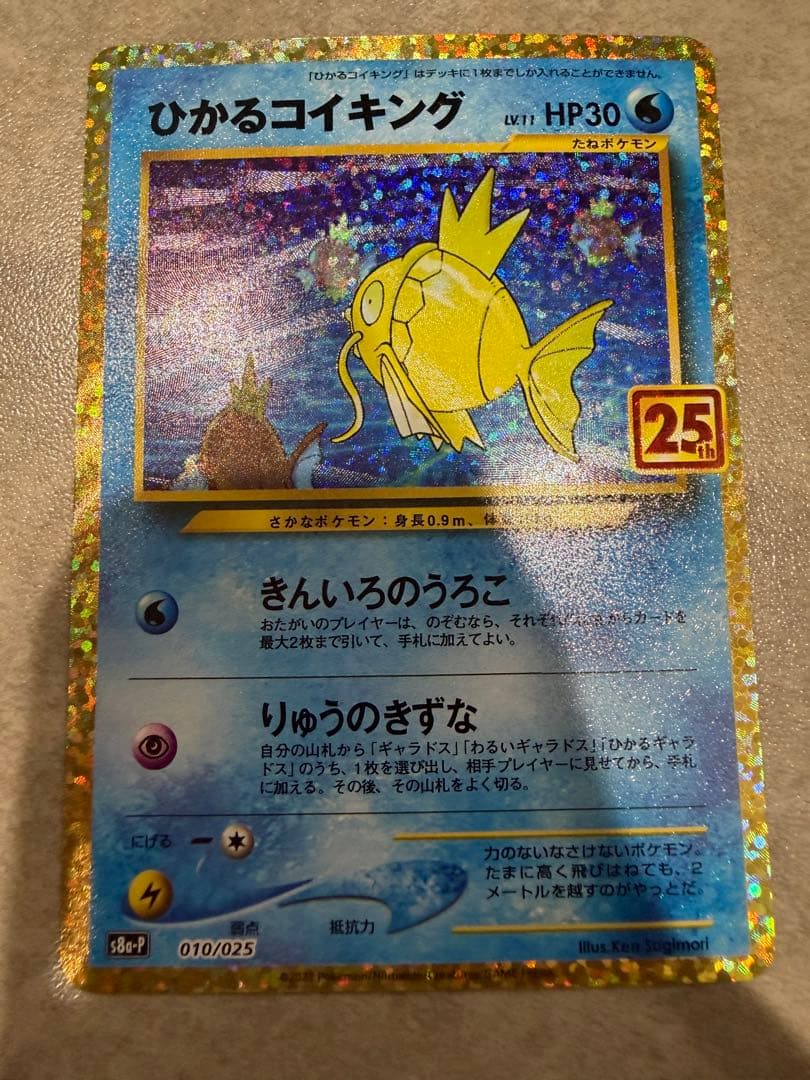 「ひかるコイキング」はデッキに1枚までしか入れることができません。
ひかるコイキング LV.11 HP30
たねポケモン
25th
さかなポケモン：身長0.9m、体
きんいろのうろこ
おたがいのプレイヤーは、のぞむなら、それぞ からカードを
最大2枚まで引いて、手札に加えてよい。
りゅうのきずな
自分の山札から「ギャラドス」「わるいギャラドス」「ひかるギャラ
ドス」のうち、1枚を選び出し、相手プレイヤーに見せてから、手札
に加える。その後、その山札をよく切る。
にげる
力のないなさけないポケモン。
たまに高く飛びはねても、2
メートルを越すのがやっとだ。
弱点 抵抗力
s8a-P 010/025
Illus.Ken Sugimori